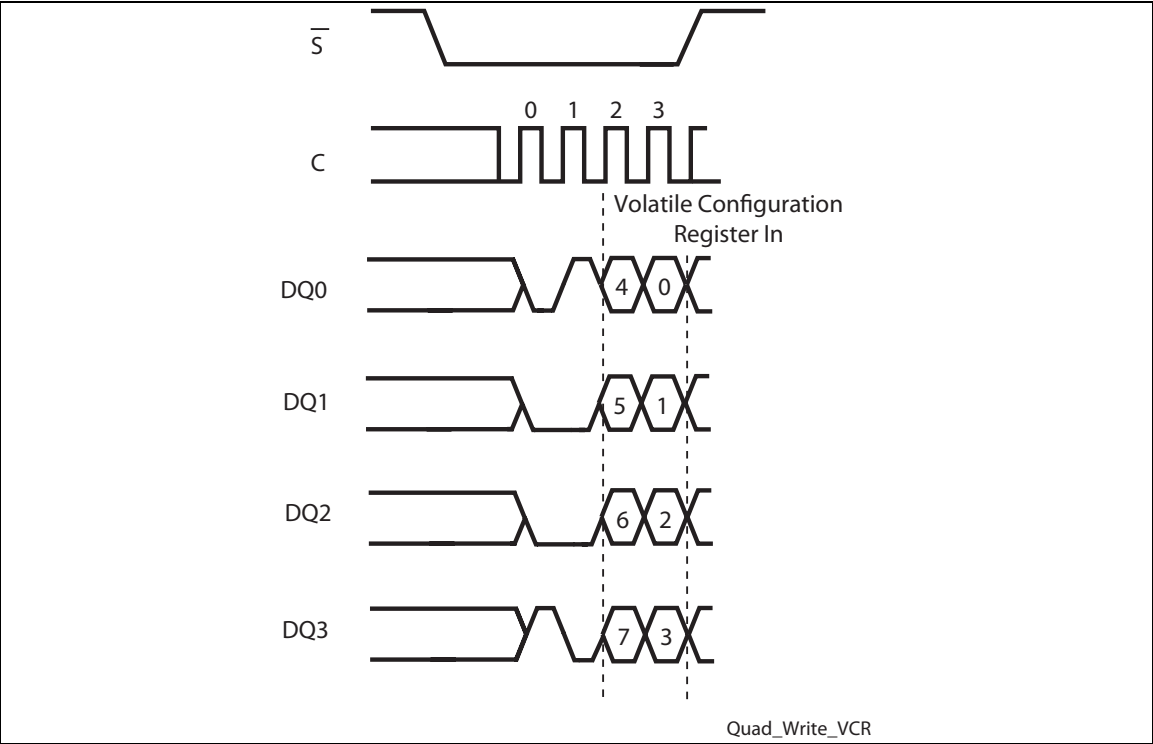 S̅
0 1 2 3
C
Volatile Configuration
Register In
DQ0 4 0
DQ1 5 1
DQ2 6 2
DQ3 7 3
Quad_Write_VCR